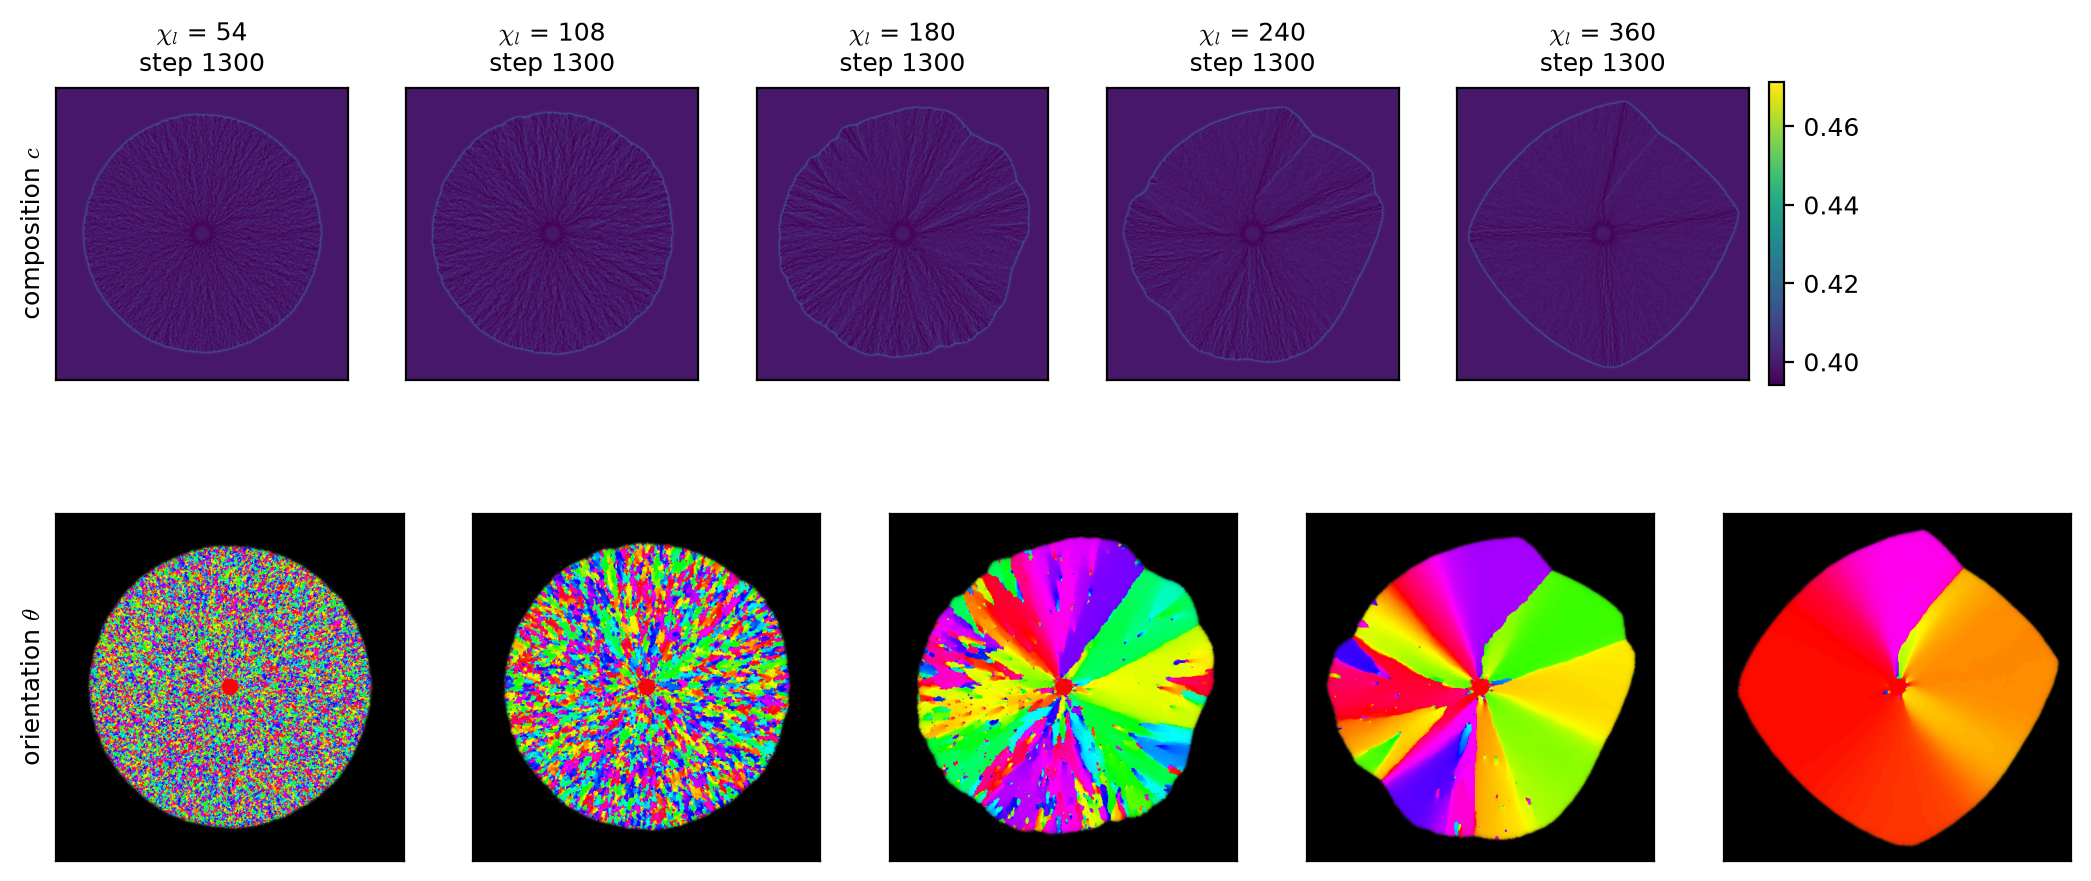 χₗ = 54
step 1300
χₗ = 108
step 1300
χₗ = 180
step 1300
χₗ = 240
step 1300
χₗ = 360
step 1300
composition c
0.46
0.44
0.42
0.40
orientation θ